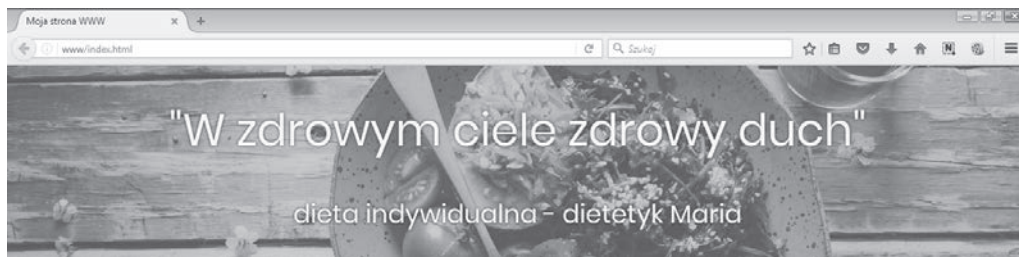 Moja strona WWW
www/index.html
Szukaj
"W zdrowym ciele zdrowy duch"
dieta indywidualna - dietetyk Maria